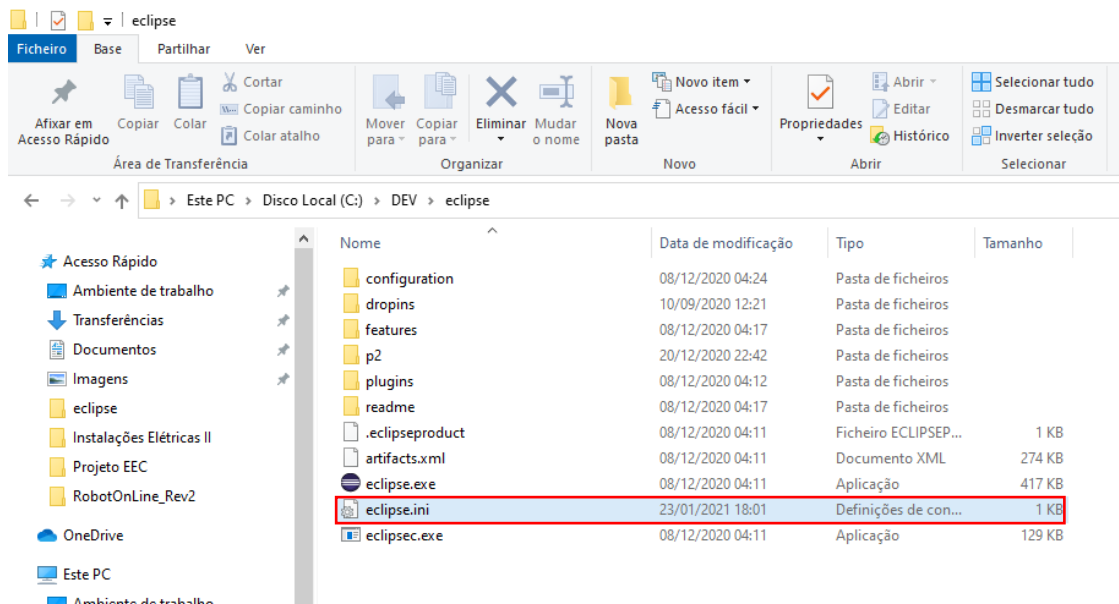 eclipse
Ficheiro Base Partilhar Ver
Afixar em Acesso Rápido
Copiar
Colar
Cortar
Copiar caminho
Colar atalho
Área de Transferência
Mover para
Copiar para
Eliminar
Mudar o nome
Organizar
Nova pasta
Novo item
Acesso fácil
Novo
Propriedades
Abrir
Editar
Histórico
Abrir
Selecionar tudo
Desmarcar tudo
Inverter seleção
Selecionar
Este PC > Disco Local (C:) > DEV > eclipse
Acesso Rápido
Ambiente de trabalho
Transferências
Documentos
Imagens
eclipse
Instalações Elétricas II
Projeto EEC
RobotOnLine_Rev2
OneDrive
Este PC
Ambiente de trabalho
Nome Data de modificação Tipo Tamanho
configuration 08/12/2020 04:24 Pasta de ficheiros
dropins 10/09/2020 12:21 Pasta de ficheiros
features 08/12/2020 04:17 Pasta de ficheiros
p2 20/12/2020 22:42 Pasta de ficheiros
plugins 08/12/2020 04:12 Pasta de ficheiros
readme 08/12/2020 04:17 Pasta de ficheiros
.eclipseproduct 08/12/2020 04:11 Ficheiro ECLIPSEP... 1 KB
artifacts.xml 08/12/2020 04:11 Documento XML 274 KB
eclipse.exe 08/12/2020 04:11 Aplicação 417 KB
eclipse.ini 23/01/2021 18:01 Definições de con... 1 KB
eclipsec.exe 08/12/2020 04:11 Aplicação 129 KB